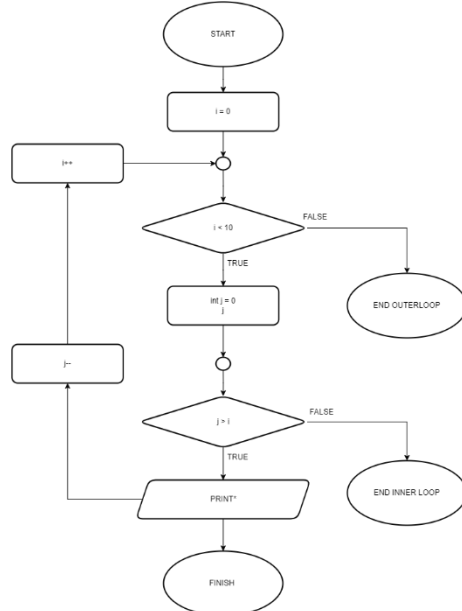 START
i = 0
i++
i < 10
FALSE
TRUE
int j = 0
j
END OUTERLOOP
j--
j > i
FALSE
TRUE
PRINT*
END INNER LOOP
FINISH